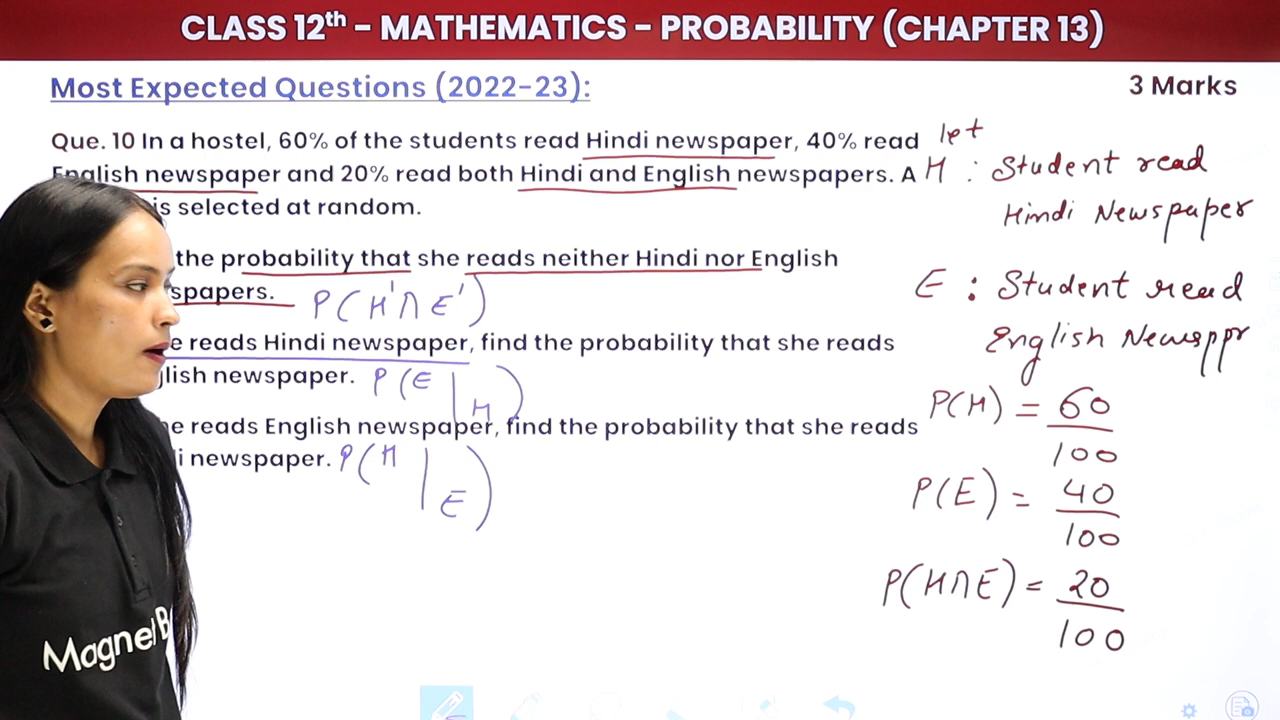 CLASS 12th - MATHEMATICS - PROBABILITY (CHAPTER 13)
Most Expected Questions (2022-23):
3 Marks
Que. 10 In a hostel, 60% of the students read Hindi newspaper, 40% read
English newspaper and 20% read both Hindi and English newspapers. A
is selected at random.
the probability that she reads neither Hindi nor English
spapers. P(H'∩E')
e reads Hindi newspaper, find the probability that she reads
lish newspaper. P(E|H)
e reads English newspaper, find the probability that she reads
i newspaper. P(H|E)
let
H : Student read
Hindi Newspaper
E : Student read
English Newsppr
P(H) = 60
100
P(E) = 40
100
P(H∩E) = 20
100
Magnet B